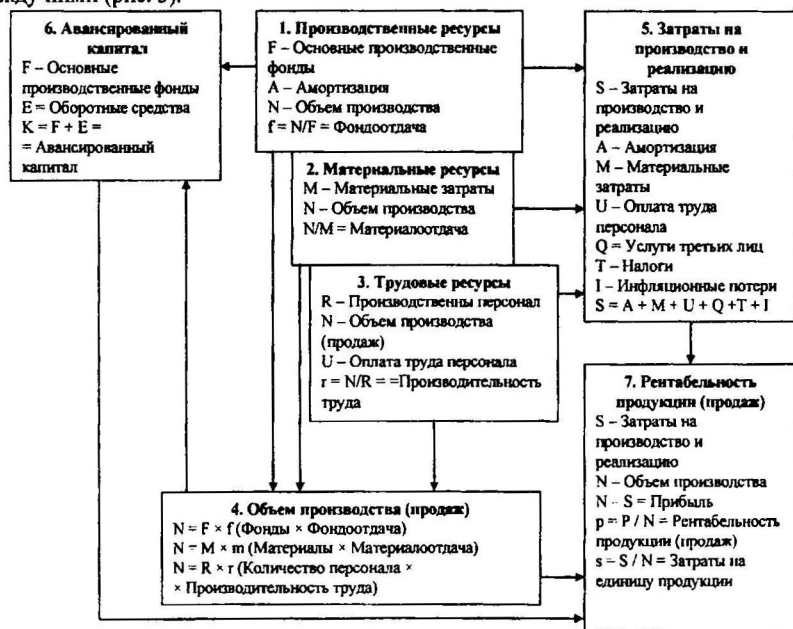 ду ними (рис. 3).
6. Авансированный
капитал
F – Основные
производственные фонды
E = Оборотные средства
K = F + E =
= Авансированный
капитал
1. Производственные ресурсы
F – Основные производственные
фонды
A – Амортизация
N – Объем производства
f = N/F = Фондоотдача
2. Материальные ресурсы
M – Материальные затраты
N – Объем производства
N/M = Материалоотдача
3. Трудовые ресурсы
R – Производственны персонал
N – Объем производства
(продаж)
U – Оплата труда персонала
r = N/R = =Производительность
труда
4. Объем производства (продаж)
N = F × f (Фонды × Фондоотдача)
N = M × m (Материалы × Материалоотдача)
N = R × r (Количество персонала ×
× Производительность труда)
5. Затраты на
производство и
реализацию
S – Затраты на
производство и
реализацию
A – Амортизация
M – Материальные
затраты
U – Оплата труда
персонала
Q = Услуги третьих лиц
T – Налоги
I – Инфляционные потери
S = A + M + U + Q +T + I
7. Рентабельность
продукции (продаж)
S – Затраты на
производство и
реализацию
N – Объем производства
N – S = Прибыль
p = P / N = Рентабельность
продукции (продаж)
s = S / N = Затраты на
единицу продукции